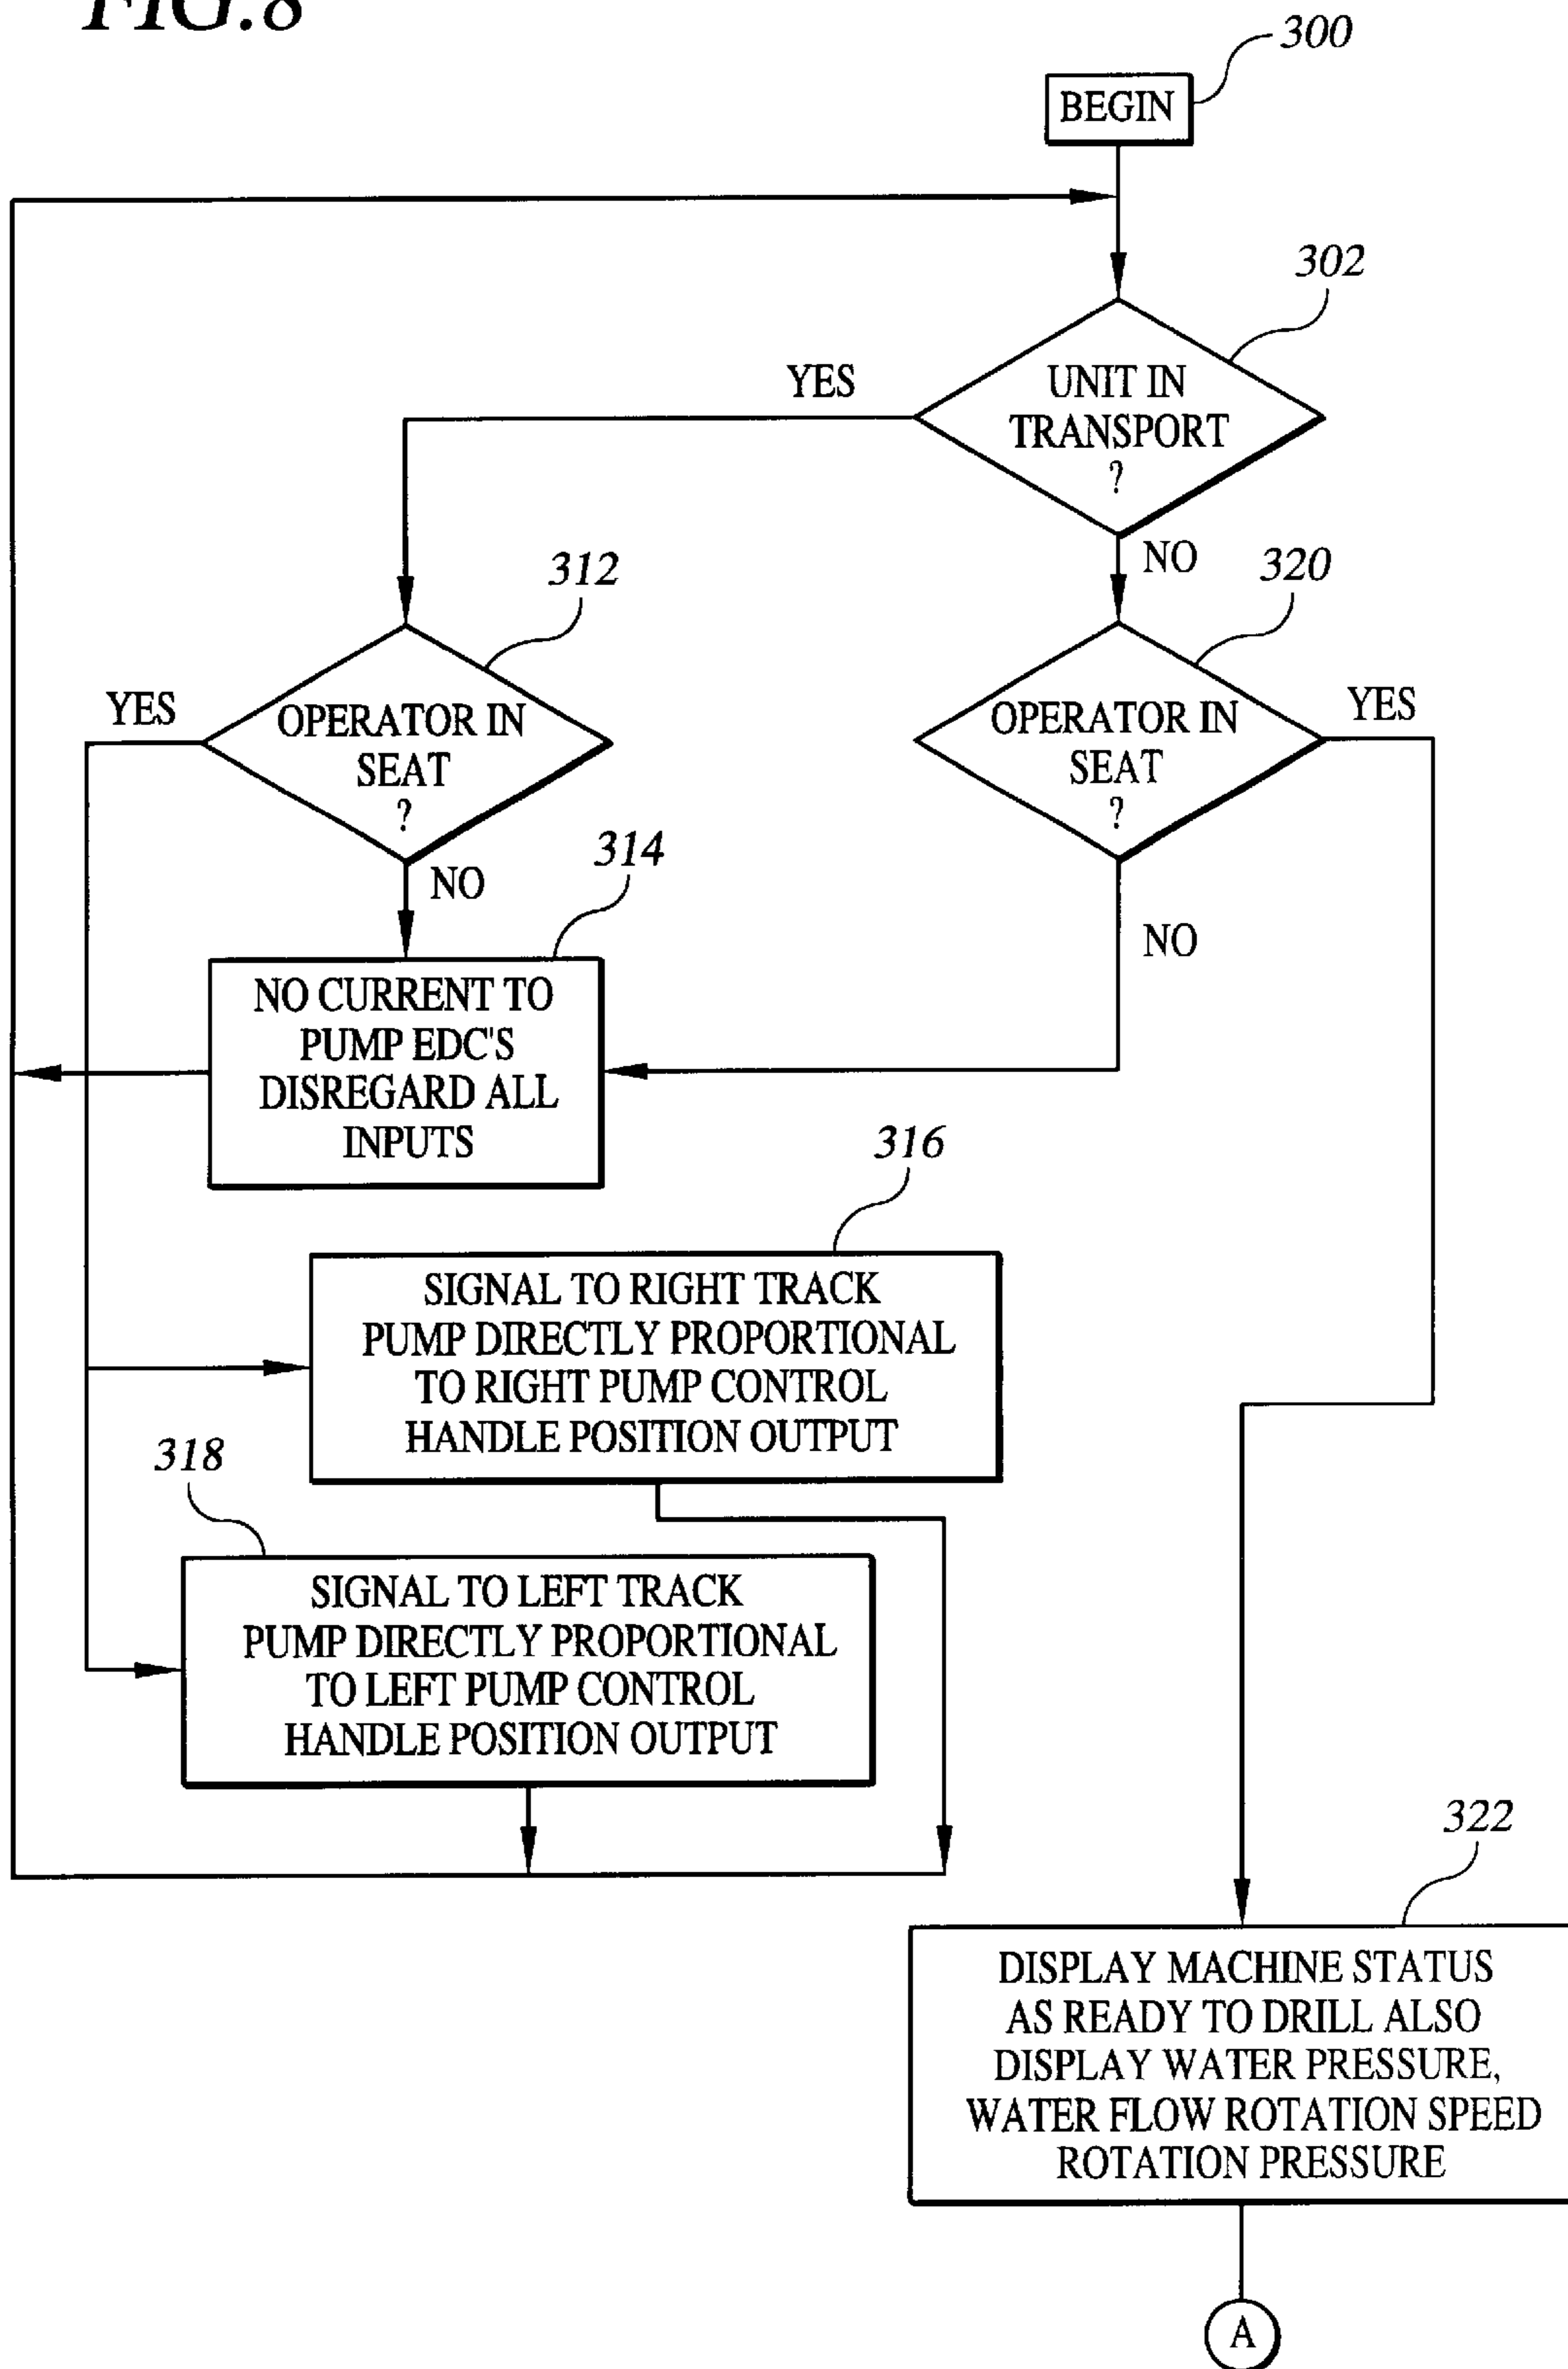 FIG.8
300
BEGIN
302
YES
UNIT IN
TRANSPORT
?
NO
312
320
YES
OPERATOR IN
SEAT
?
OPERATOR IN
SEAT
?
YES
NO
314
NO
NO CURRENT TO
PUMP EDC'S
DISREGARD ALL
INPUTS
316
SIGNAL TO RIGHT TRACK
PUMP DIRECTLY PROPORTIONAL
TO RIGHT PUMP CONTROL
HANDLE POSITION OUTPUT
318
SIGNAL TO LEFT TRACK
PUMP DIRECTLY PROPORTIONAL
TO LEFT PUMP CONTROL
HANDLE POSITION OUTPUT
322
DISPLAY MACHINE STATUS
AS READY TO DRILL ALSO
DISPLAY WATER PRESSURE,
WATER FLOW ROTATION SPEED
ROTATION PRESSURE
A